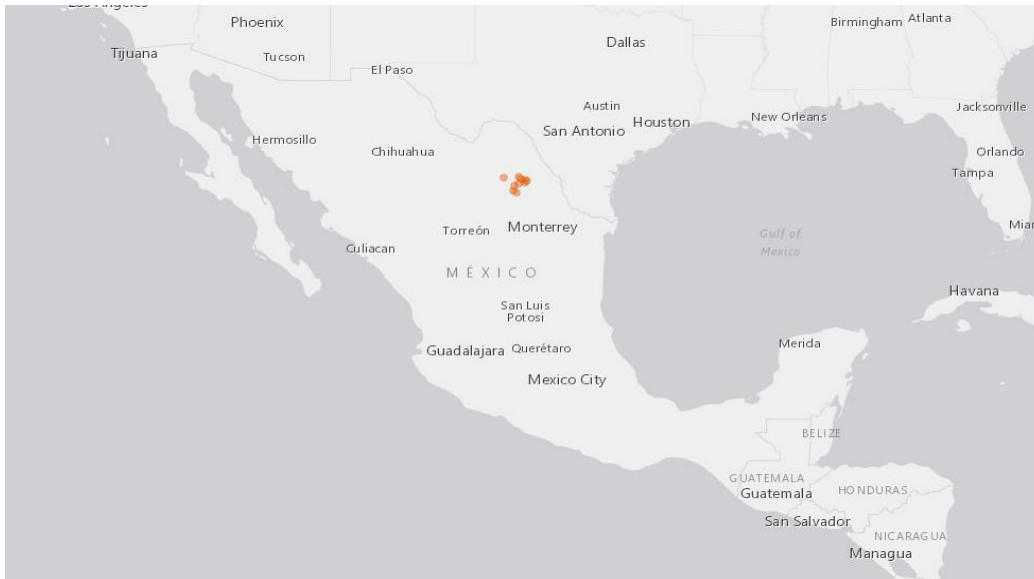 Los Angeles
Phoenix
Birmingham
Atlanta
Dallas
Tijuana
Tucson
El Paso
Austin
Jacksonville
New Orleans
Houston
San Antonio
Hermosillo
Chihuahua
Orlando
Tampa
Monterrey
Torreón
Gulf of
Mexico
Culiacan
MÉXICO
Havana
San Luis
Potosi
Merida
Guadalajara
Querétaro
Mexico City
BELIZE
GUATEMALA
Guatemala
HONDURAS
San Salvador
NICARAGUA
Managua